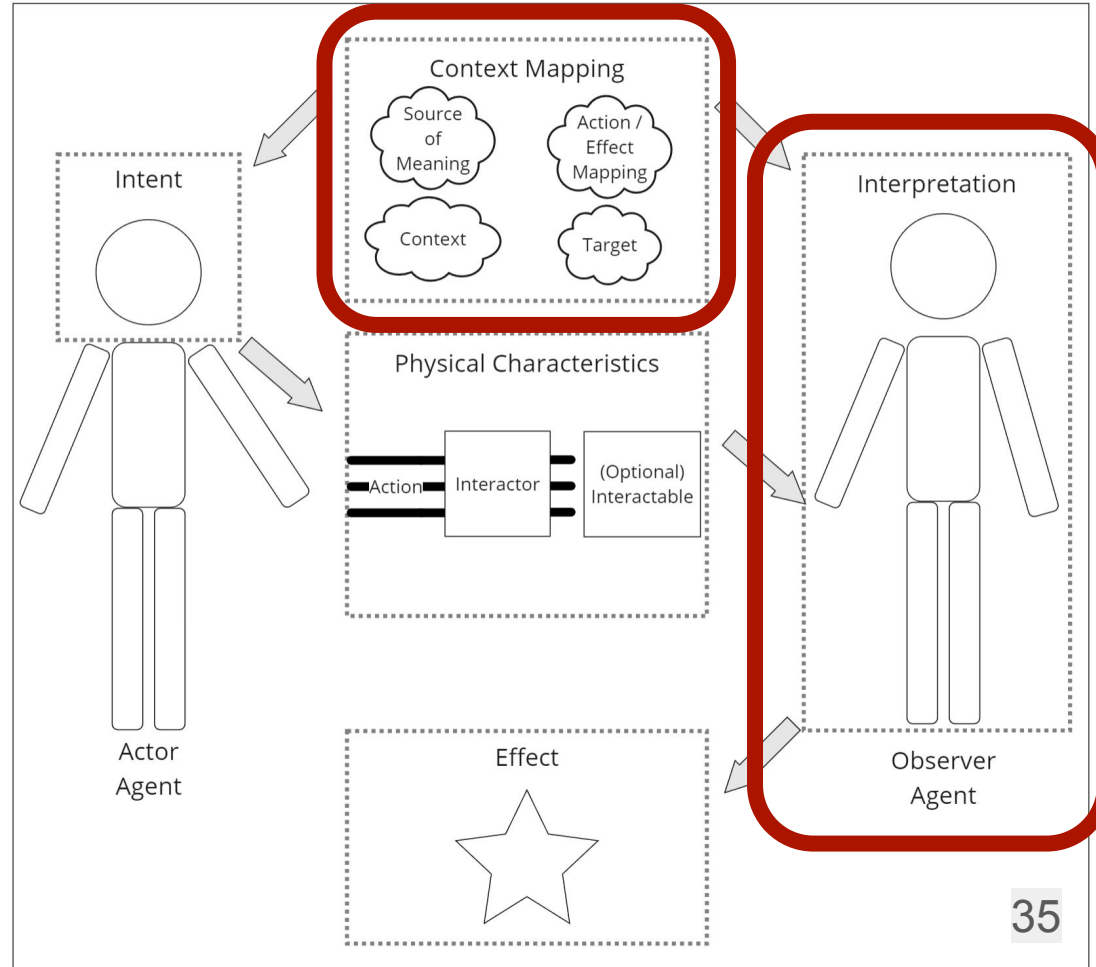 Context Mapping
Source
of
Meaning
Action /
Effect
Mapping
Context
Target
Intent
Interpretation
Physical Characteristics
Action
Interactor
(Optional)
Interactable
Actor
Agent
Effect
Observer
Agent
35